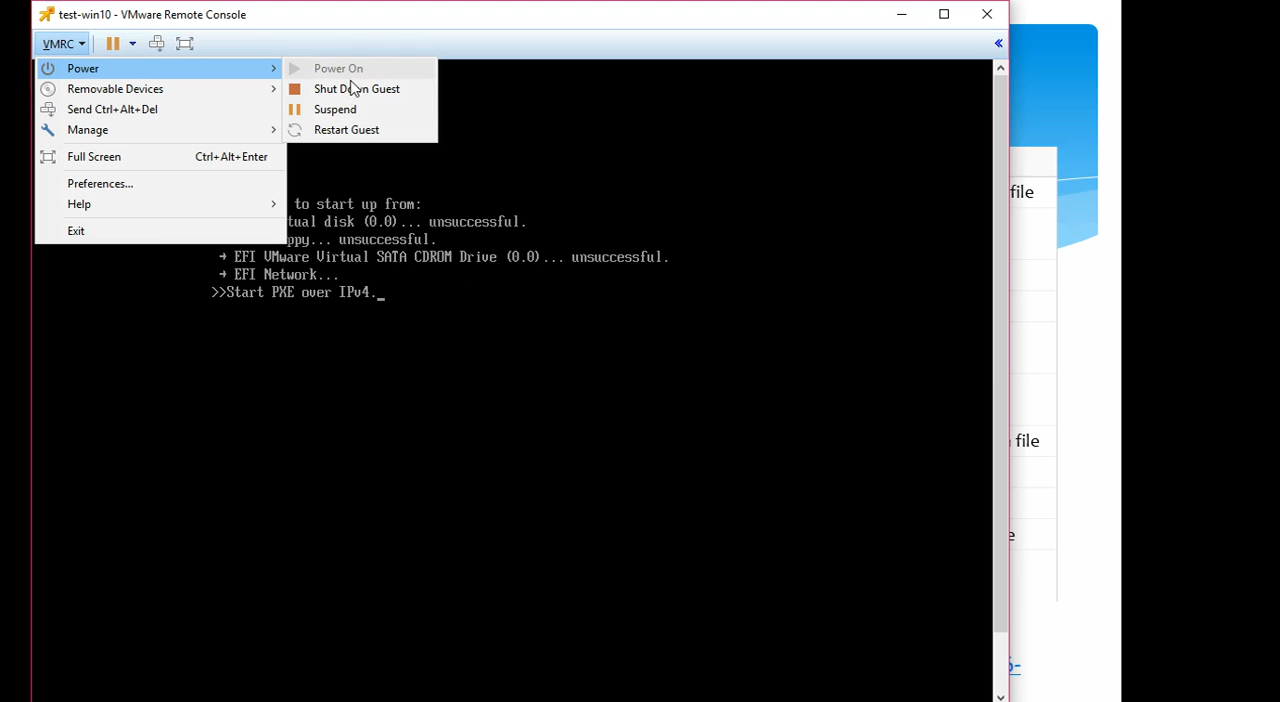 test-win10 - VMware Remote Console
VMRC
Power
Removable Devices
Send Ctrl+Alt+Del
Manage
Full Screen Ctrl+Alt+Enter
Preferences...
Help
Exit
Power On
Shut Down Guest
Suspend
Restart Guest
to start up from:
tual disk (0.0)... unsuccessful.
ppy... unsuccessful.
→ EFI VMware Virtual SATA CDROM Drive (0.0)... unsuccessful.
→ EFI Network...
>>Start PXE over IPv4.
file
file